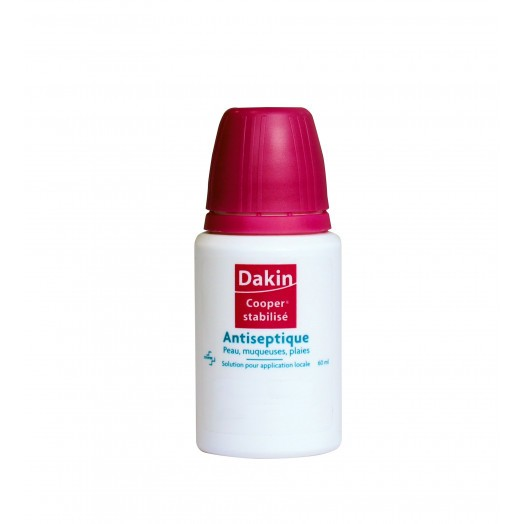 Dakin
Cooper®
stabilisé
Antiseptique
Peau, muqueuses, plaies
Solution pour application locale 60 ml